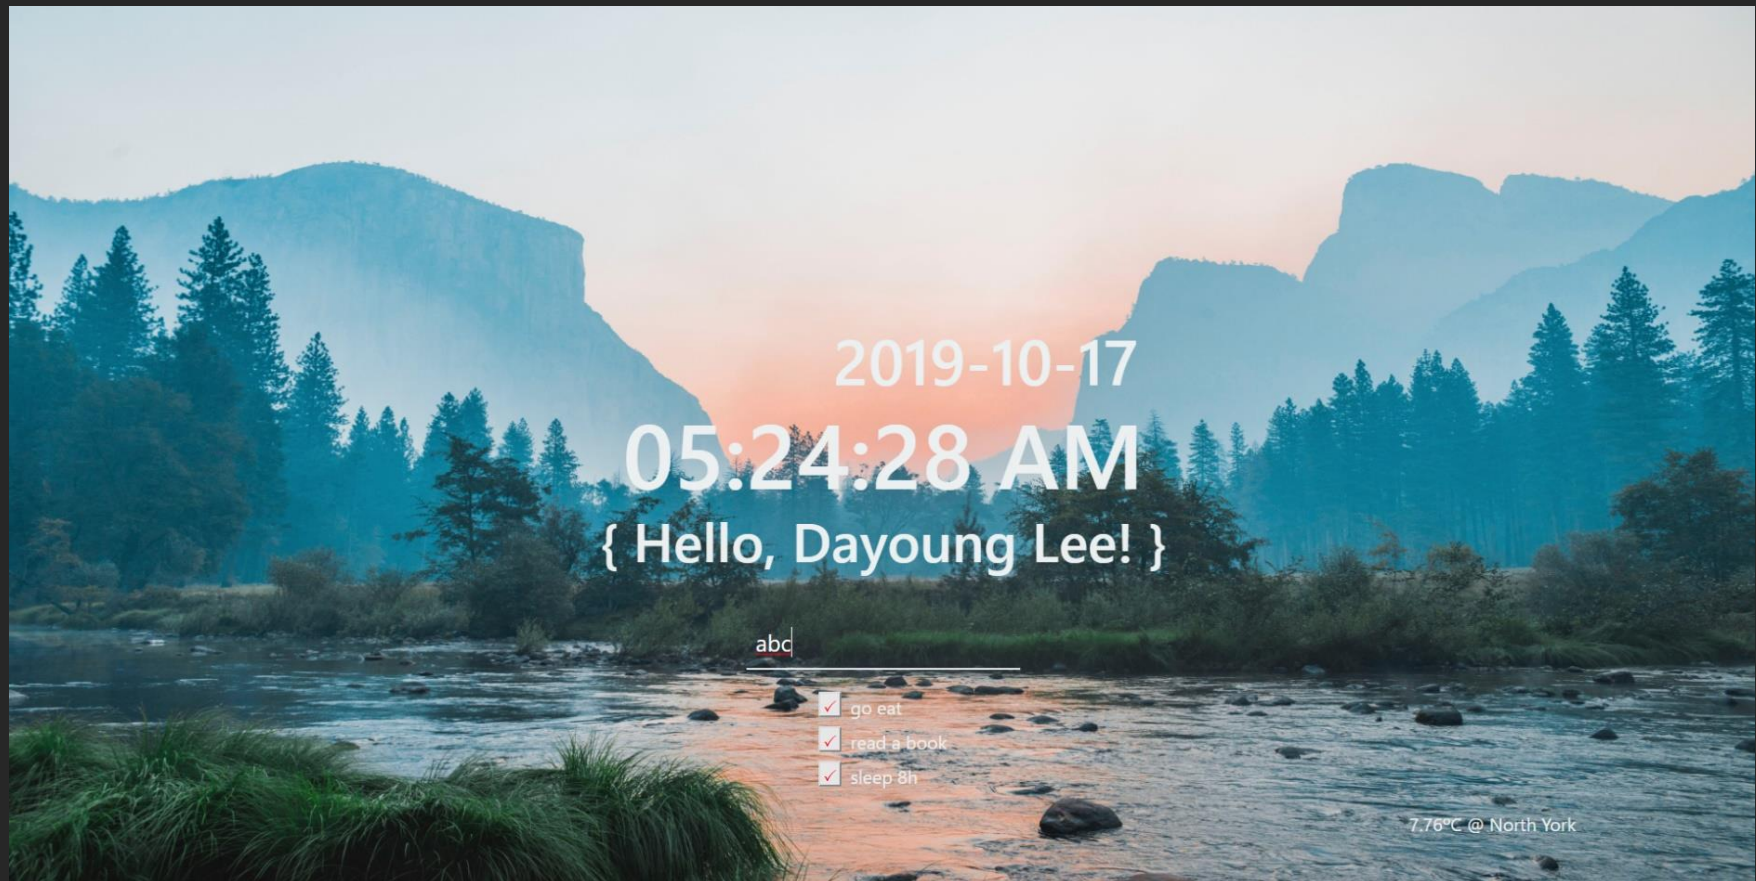 2019-10-17
05:24:28 AM
{ Hello, Dayoung Lee! }
abc
go eat
read a book
sleep 8h
7.76ºC @ North York